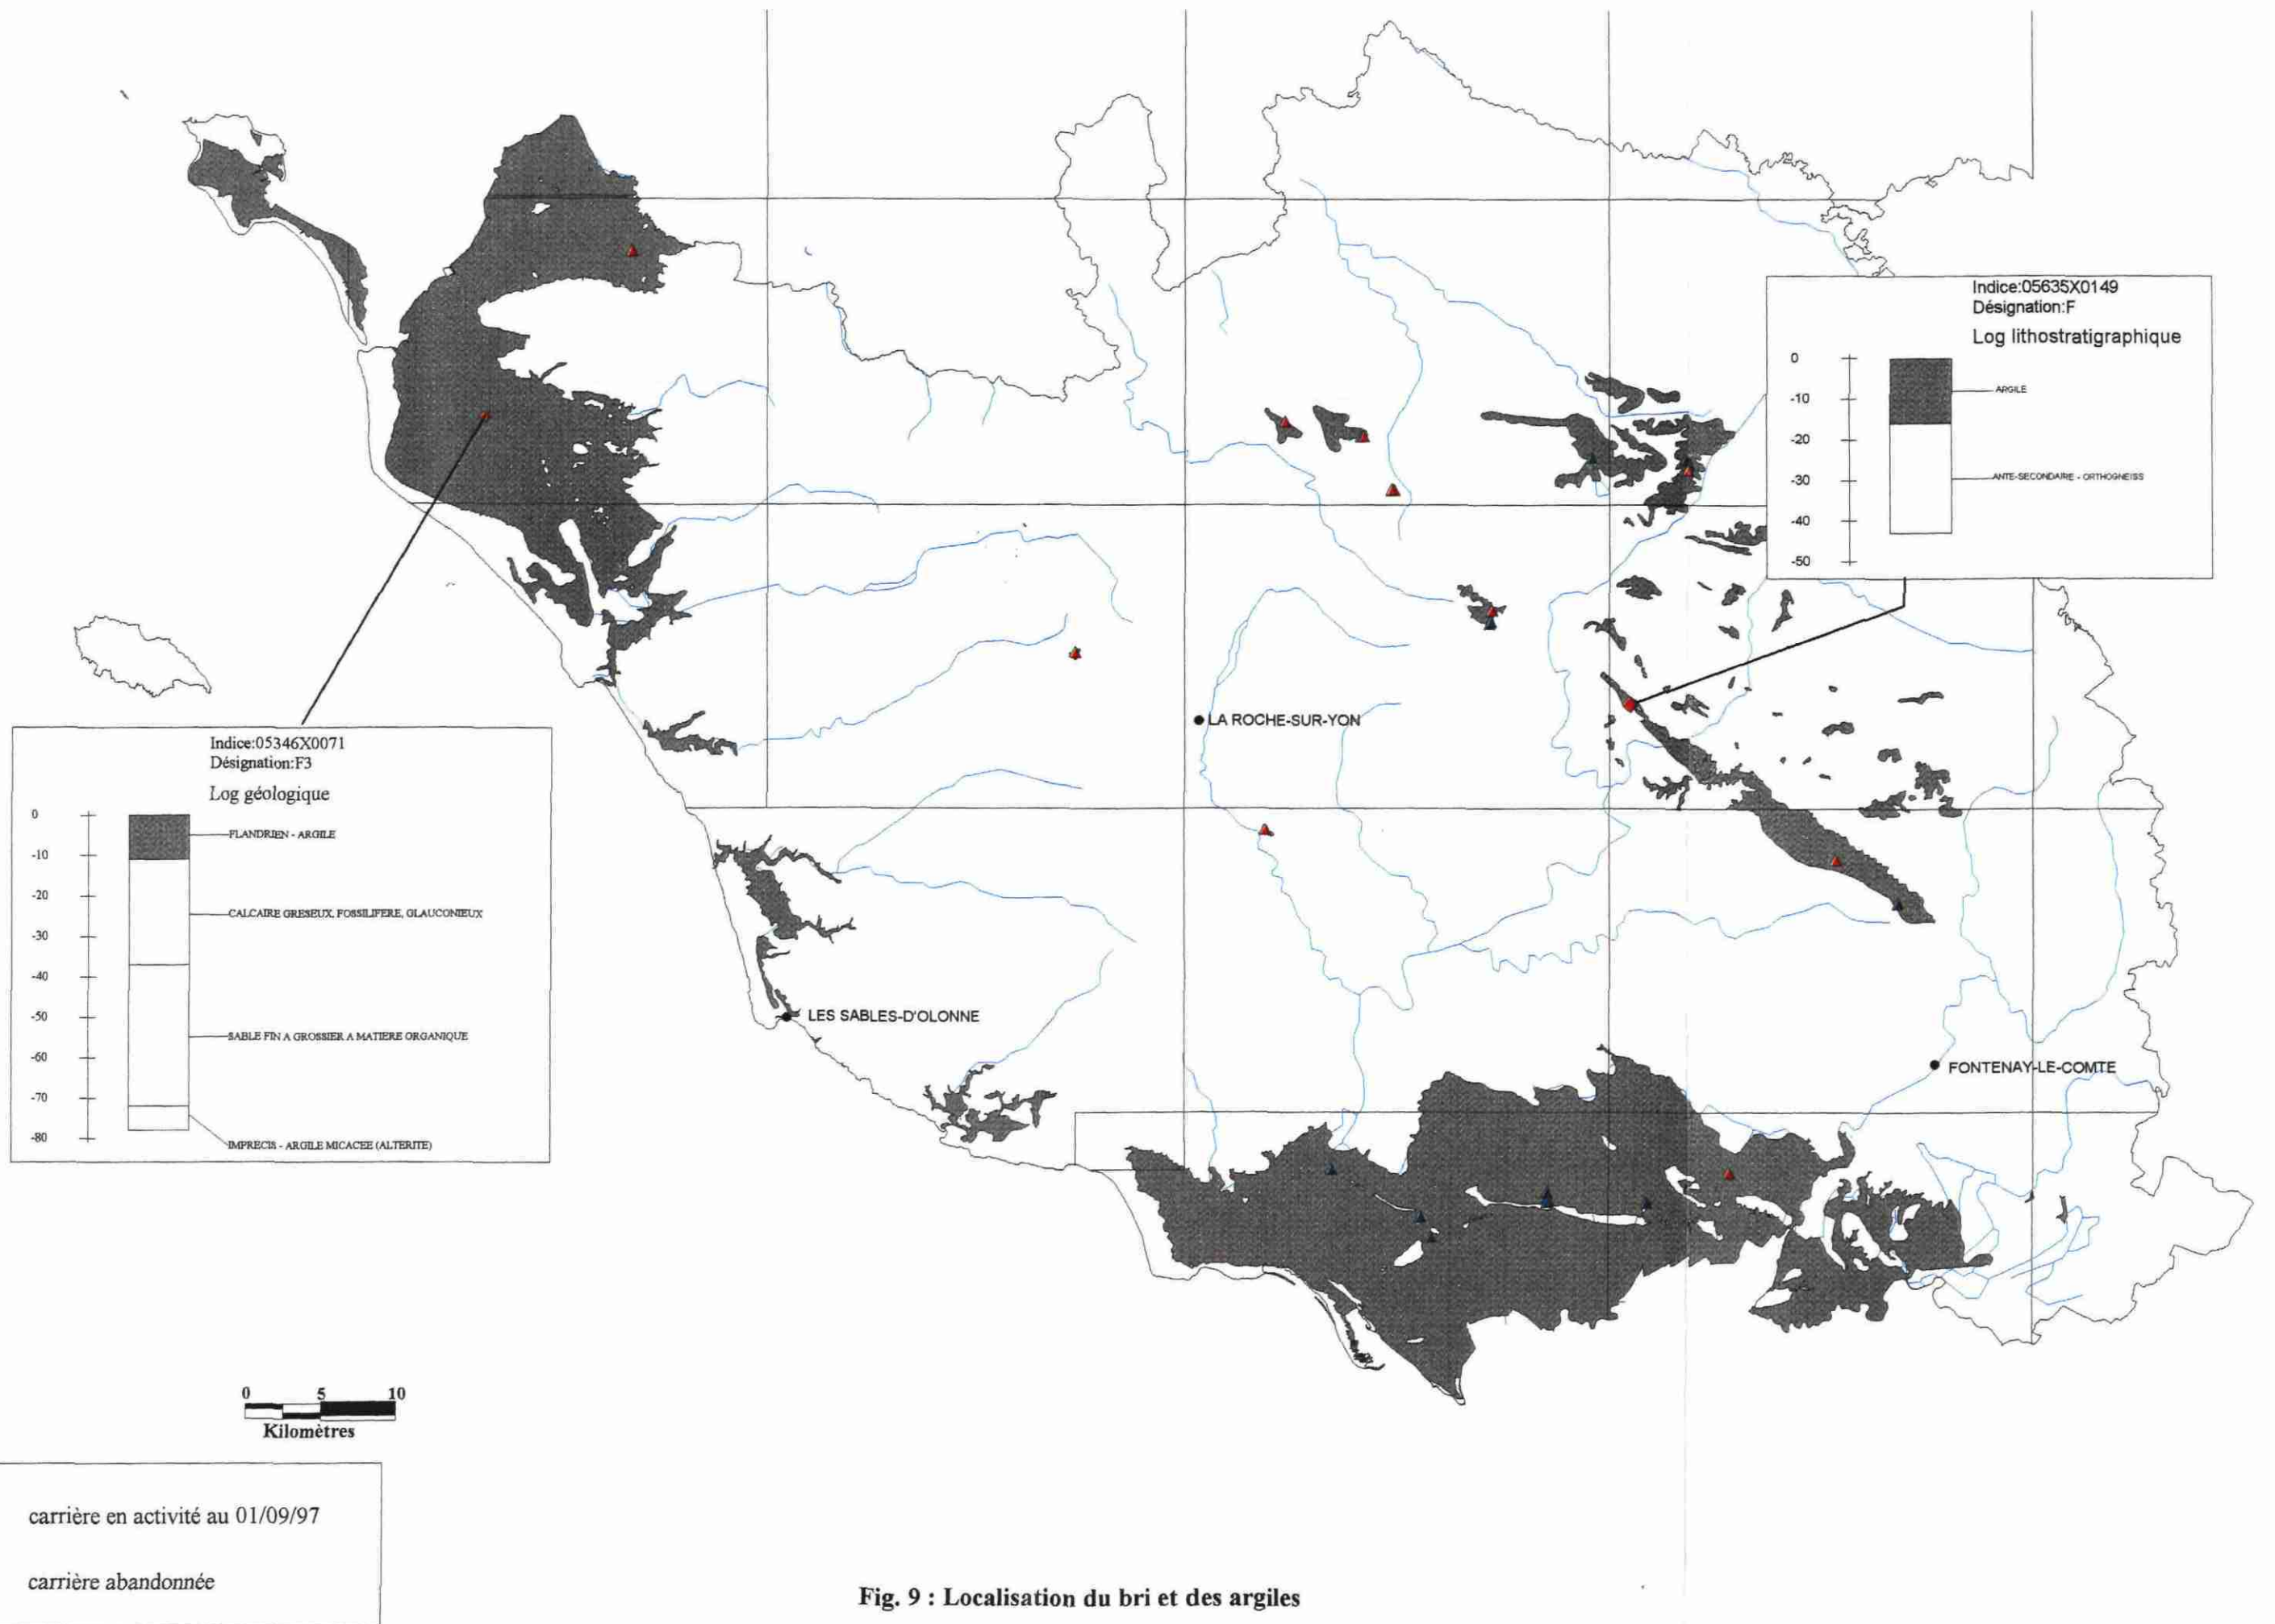 Indice:05635X0149
Désignation:F
Log lithostratigraphique
0
-10
-20
-30
-40
-50
ARGILE
ANTE-SECONDAIRE - ORTHOGNEISS
LA ROCHE-SUR-YON
Indice:05346X0071
Désignation:F3
Log géologique
0
-10
-20
-30
-40
-50
-60
-70
-80
FLANDRIEN - ARGILE
CALCAIRE GRESEUX, FOSSILIFERE, GLAUCONIEUX
SABLE FIN A GROSSIER A MATIERE ORGANIQUE
IMPRECIS - ARGILE MICACEE (ALTERITE)
LES SABLES-D'OLONNE
FONTENAY-LE-COMTE
0 5 10
Kilomètres
carrière en activité au 01/09/97
carrière abandonnée
Fig. 9 : Localisation du bri et des argiles